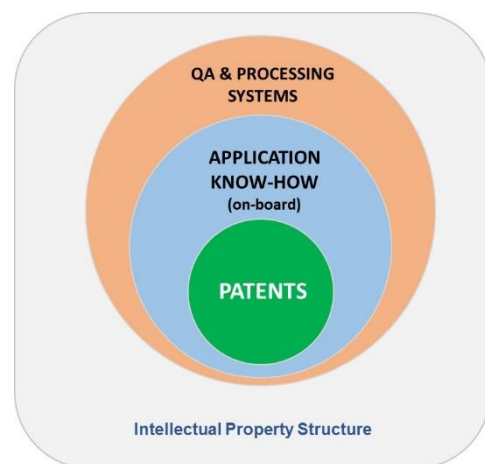 QA & PROCESSING
SYSTEMS
APPLICATION
KNOW-HOW
(on-board)
PATENTS
Intellectual Property Structure